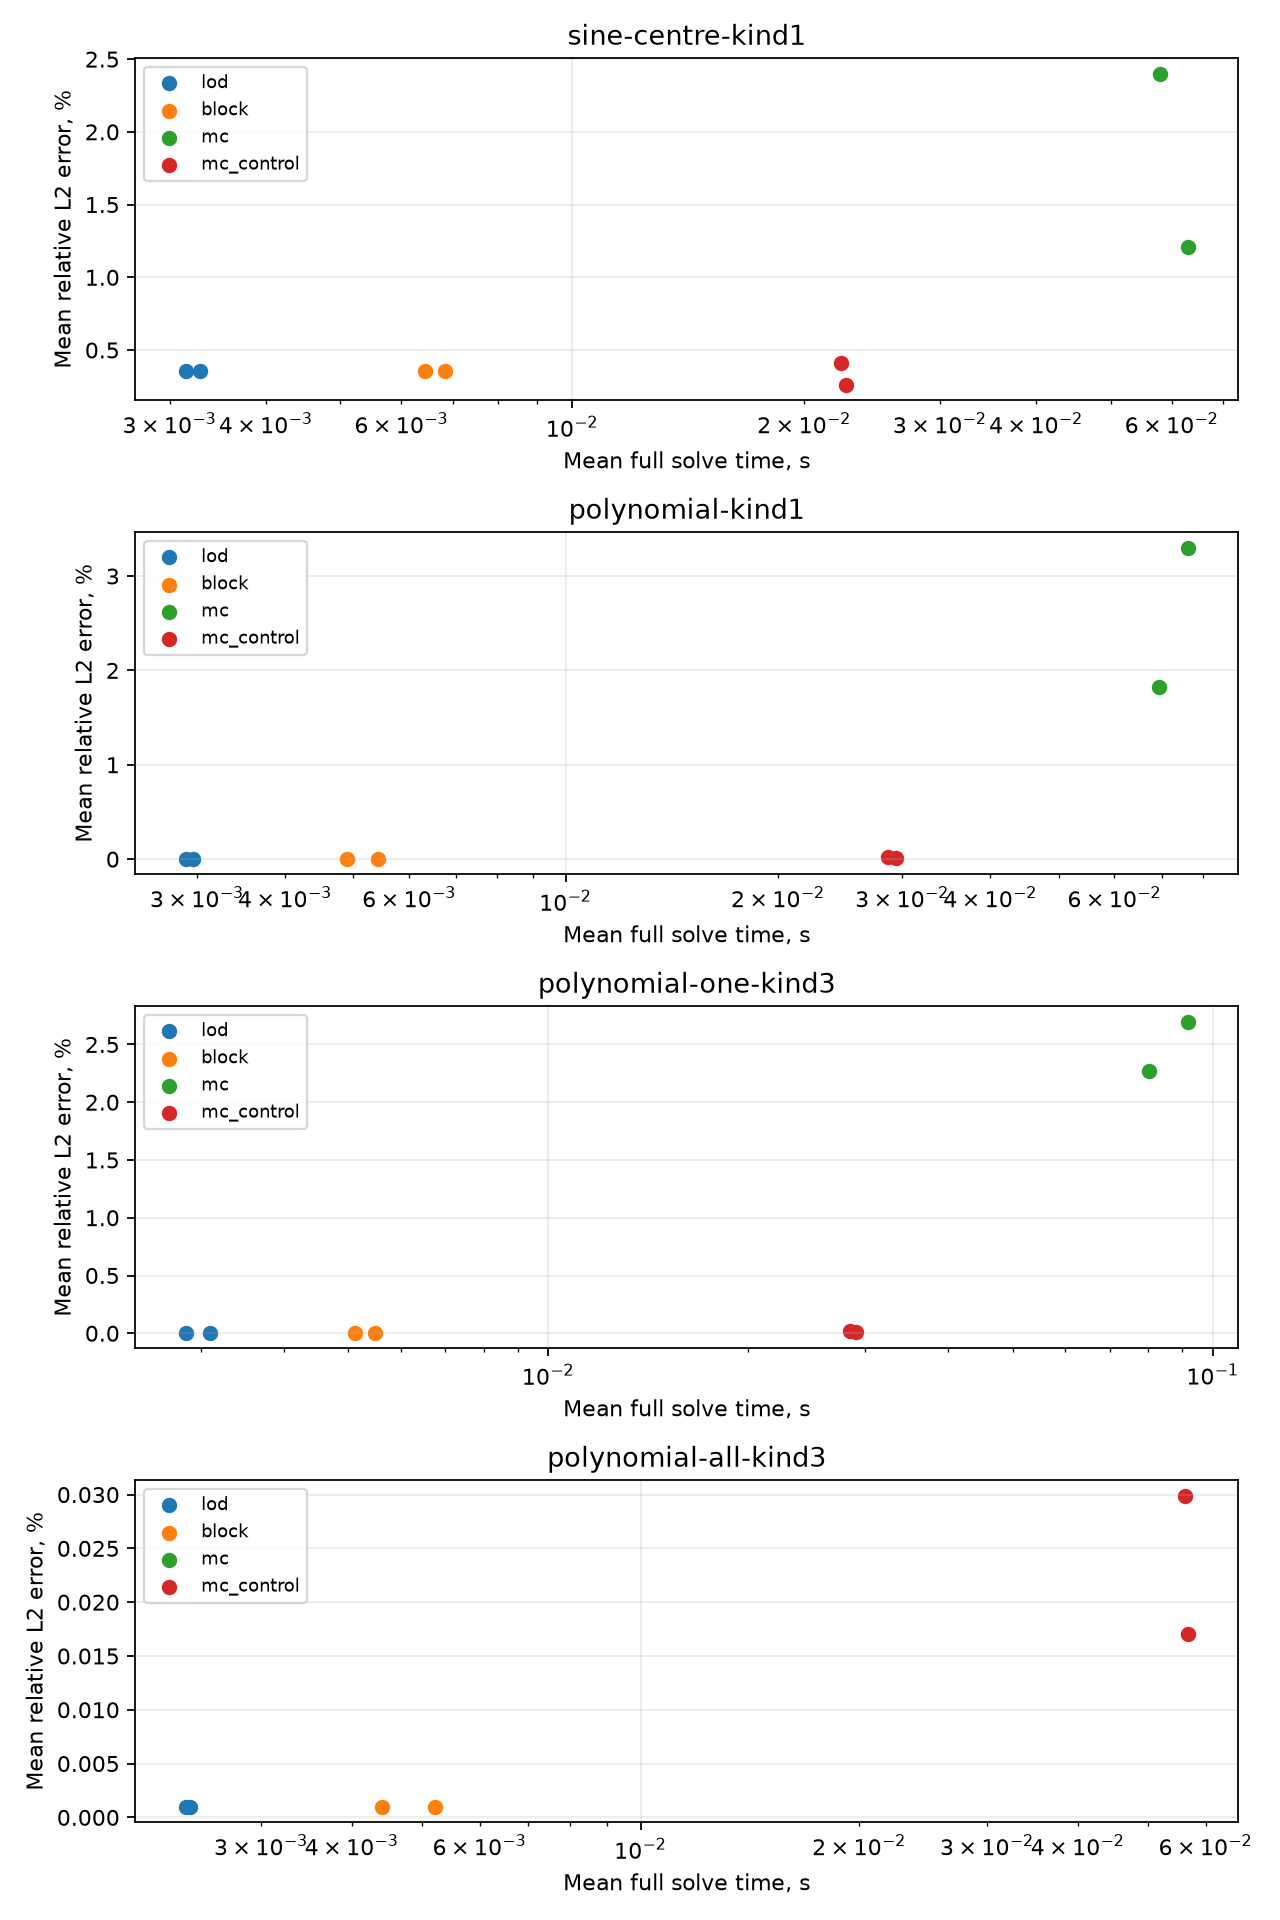 sine-centre-kind1
2.5
2.0
1.5
1.0
0.5
Mean relative L2 error, %
lod
block
mc
mc_control
3 × 10⁻³ 4 × 10⁻³ 6 × 10⁻³ 10⁻² 2 × 10⁻² 3 × 10⁻² 4 × 10⁻² 6 × 10⁻²
Mean full solve time, s
polynomial-kind1
3
2
1
0
Mean relative L2 error, %
lod
block
mc
mc_control
3 × 10⁻³ 4 × 10⁻³ 6 × 10⁻³ 10⁻² 2 × 10⁻² 3 × 10⁻² 4 × 10⁻² 6 × 10⁻²
Mean full solve time, s
polynomial-one-kind3
2.5
2.0
1.5
1.0
0.5
0.0
Mean relative L2 error, %
lod
block
mc
mc_control
10⁻² 10⁻¹
Mean full solve time, s
polynomial-all-kind3
0.030
0.025
0.020
0.015
0.010
0.005
0.000
Mean relative L2 error, %
lod
block
mc
mc_control
3 × 10⁻³ 4 × 10⁻³ 6 × 10⁻³ 10⁻² 2 × 10⁻² 3 × 10⁻² 4 × 10⁻² 6 × 10⁻²
Mean full solve time, s